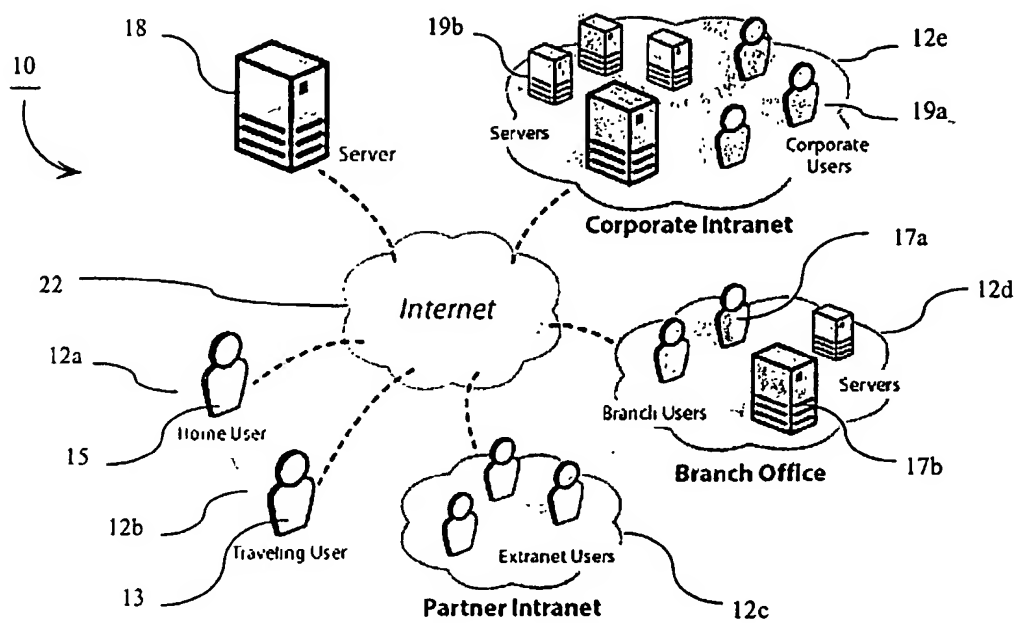 18
19b
12e
10
Servers
19a
Server
Corporate
Users
Corporate Intranet
17a
22
Internet
12d
12a
Servers
Branch Users
Home User
15
Branch Office
17b
12b
Traveling User
Extranet Users
13
Partner Intranet
12c